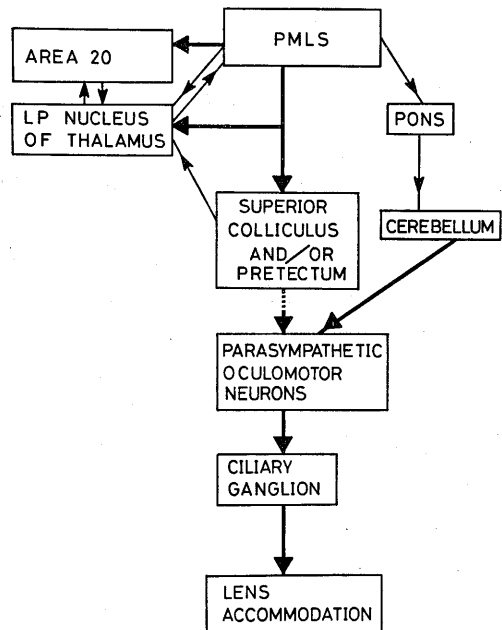 PMLS
AREA 20
LP NUCLEUS
OF THALAMUS
PONS
SUPERIOR
COLLICULUS
AND/OR
PRETECTUM
CEREBELLUM
PARASYMPATHETIC
OCULOMOTOR
NEURONS
CILIARY
GANGLION
LENS
ACCOMMODATION